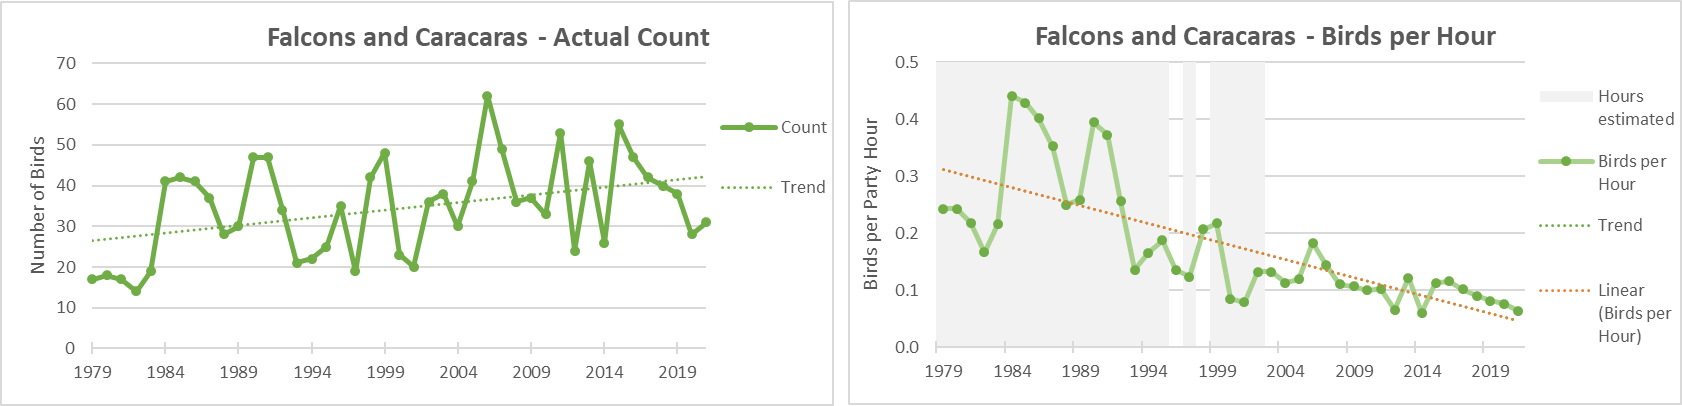 Falcons and Caracaras - Actual Count
70
60
50
40
30
20
10
0
Number of Birds
1979 1984 1989 1994 1999 2004 2009 2014 2019
Count
Trend
Falcons and Caracaras - Birds per Hour
0.5
0.4
0.3
0.2
0.1
0.0
Birds per Party Hour
1979 1984 1989 1994 1999 2004 2009 2014 2019
Hours
estimated
Birds per
Hour
Trend
Linear
(Birds per
Hour)